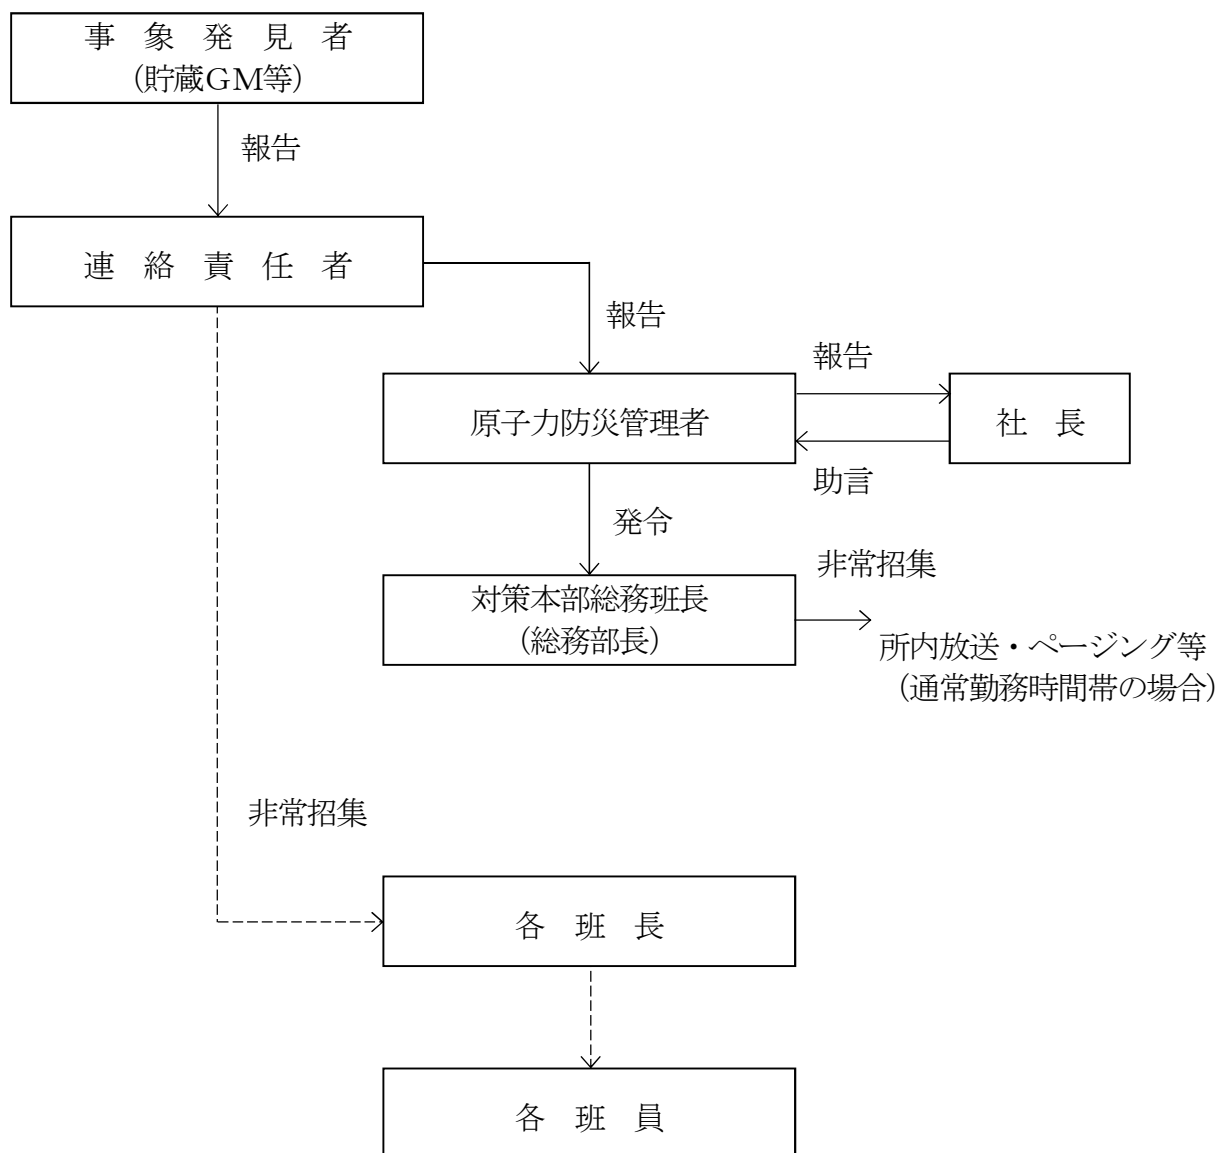 事象発見者
(貯蔵GM等)
報告
連絡責任者
報告
報告
原子力防災管理者
社長
助言
発令
非常招集
対策本部総務班長
(総務部長)
所内放送・ページング等
(通常勤務時間帯の場合)
非常招集
各班長
各班員